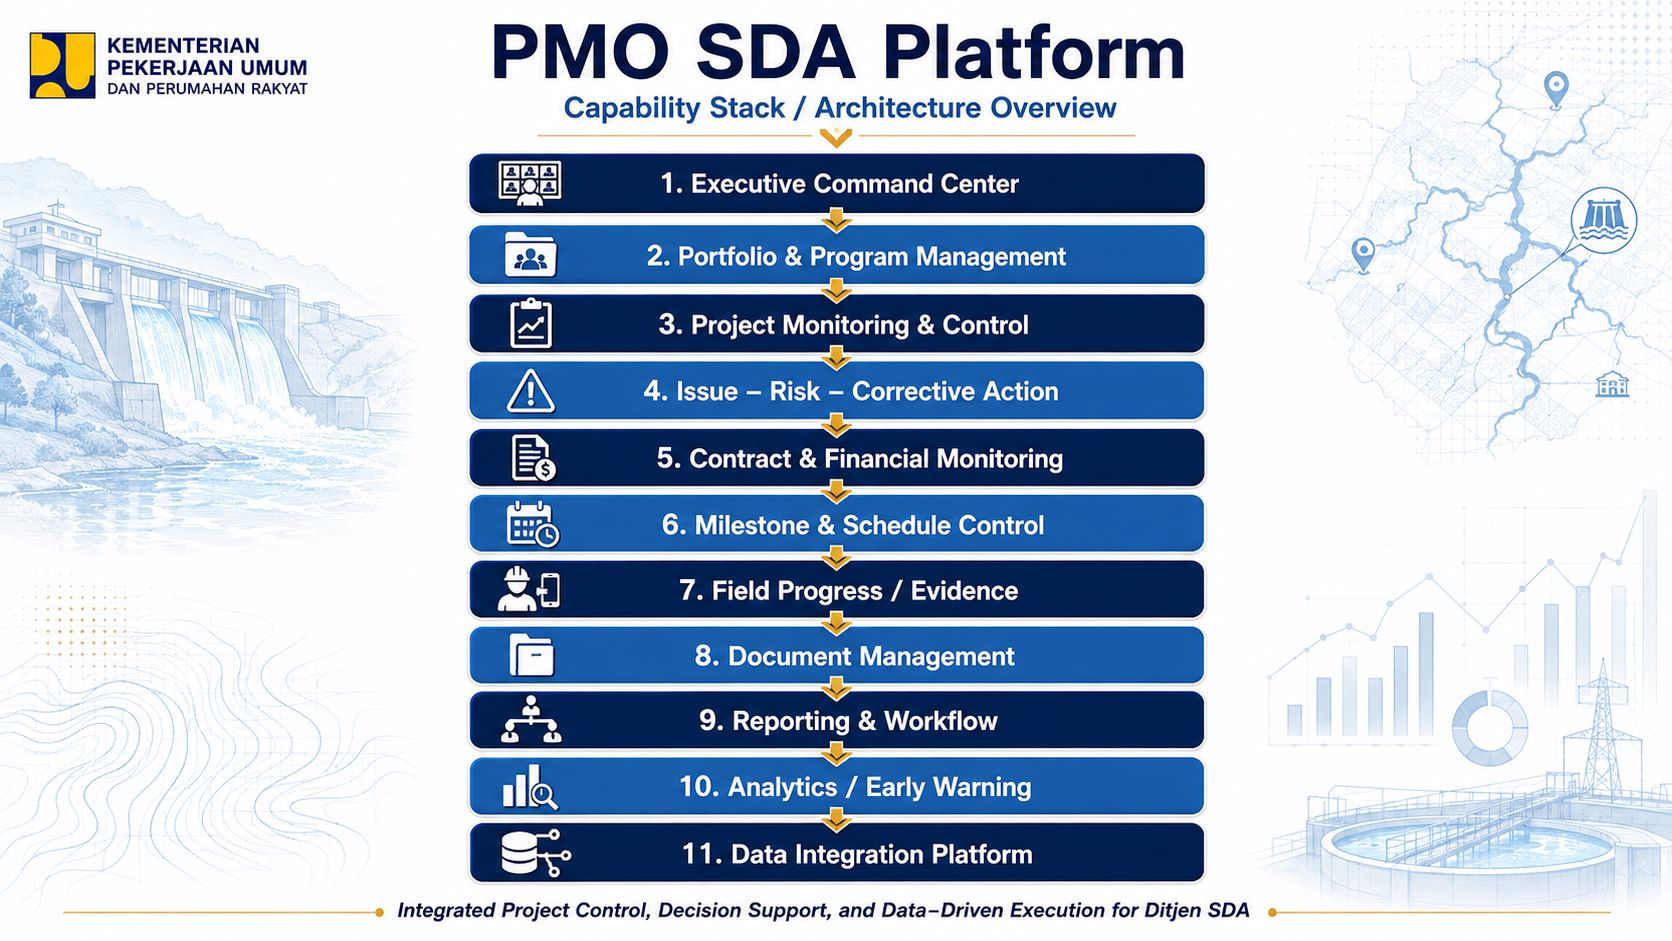 KEMENTERIAN
PEKERJAAN UMUM
DAN PERUMAHAN RAKYAT
PMO SDA Platform
Capability Stack / Architecture Overview
1. Executive Command Center
2. Portfolio & Program Management
3. Project Monitoring & Control
4. Issue – Risk – Corrective Action
5. Contract & Financial Monitoring
6. Milestone & Schedule Control
7. Field Progress / Evidence
8. Document Management
9. Reporting & Workflow
10. Analytics / Early Warning
11. Data Integration Platform
Integrated Project Control, Decision Support, and Data–Driven Execution for Ditjen SDA